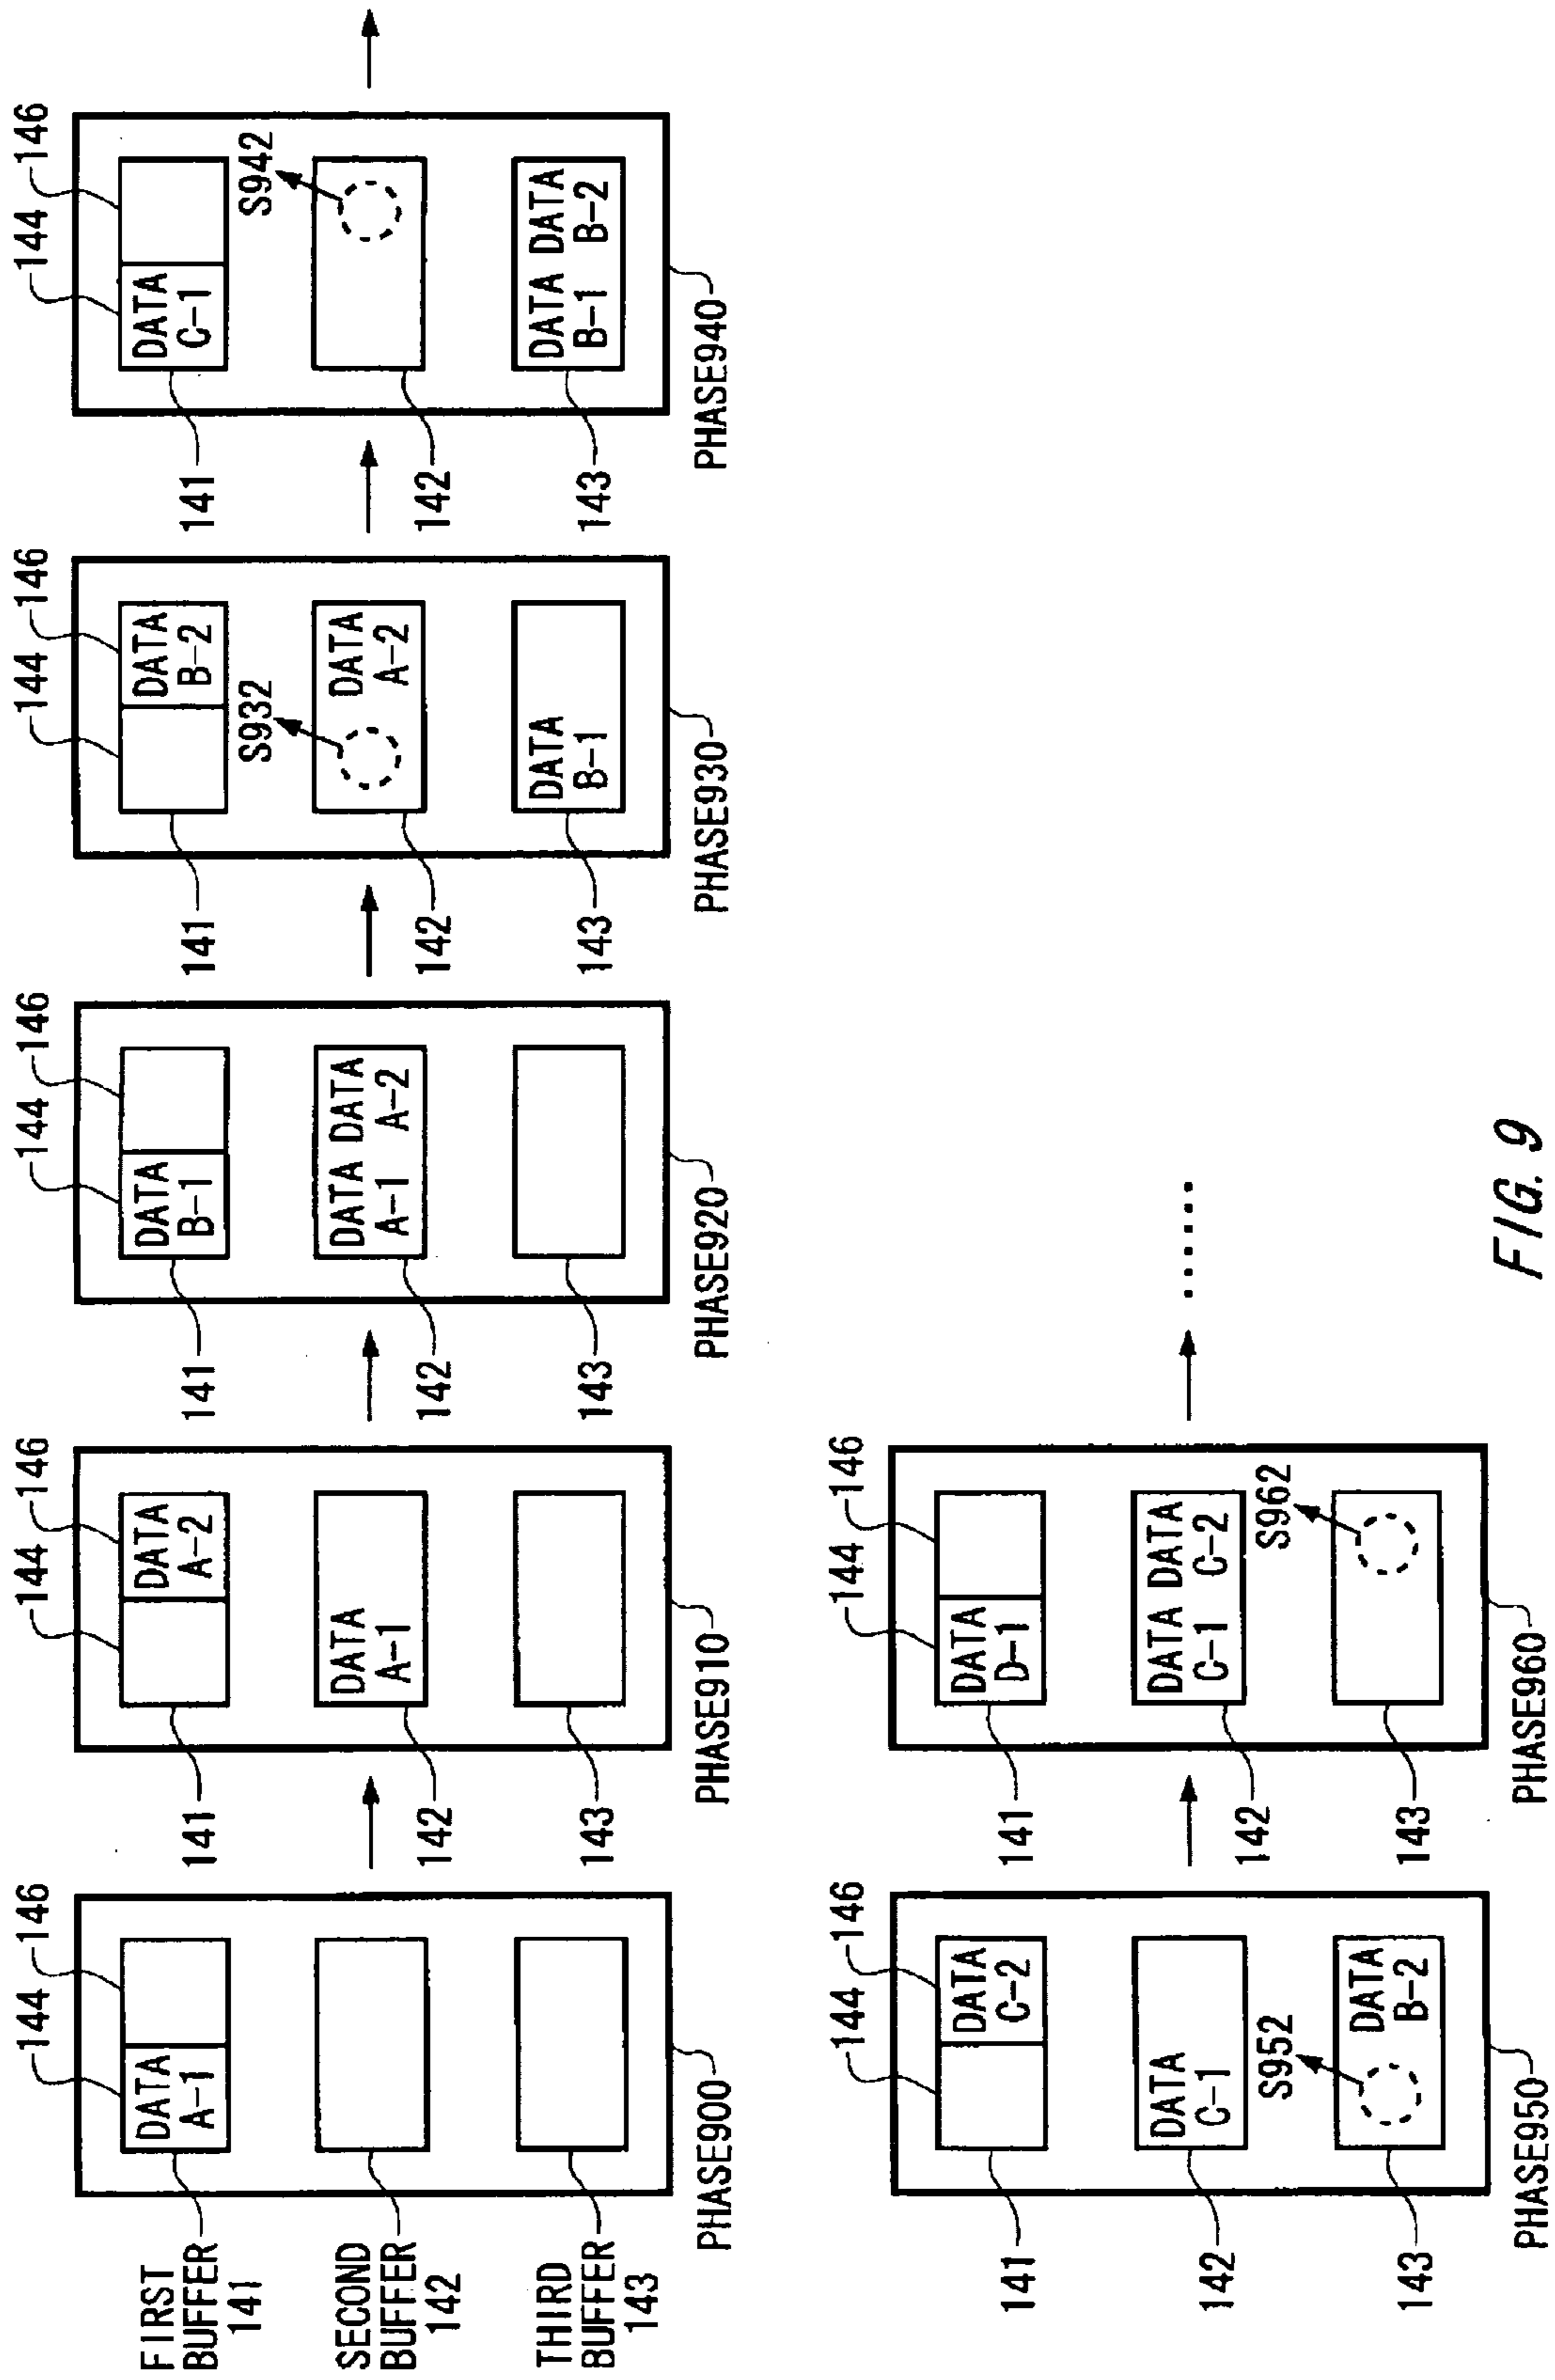 FIRST
BUFFER
141
SECOND
BUFFER
142
THIRD
BUFFER
143
144
146
DATA
A-1
PHASE900
144
146
DATA
A-2
141
DATA
A-1
142
143
PHASE910
144
146
DATA
B-1
141
DATA DATA
A-1 A-2
142
143
PHASE920
144
146
DATA
B-2
141
S932
DATA
A-2
142
DATA
B-1
143
PHASE930
144
146
DATA
C-1
141
S942
142
DATA DATA
B-1 B-2
143
PHASE940
144
146
DATA
C-2
141
DATA
C-1
142
S952
DATA
B-2
143
PHASE950
144
146
DATA
D-1
141
DATA DATA
C-1 C-2
142
S962
143
PHASE960
......
FIG. 9